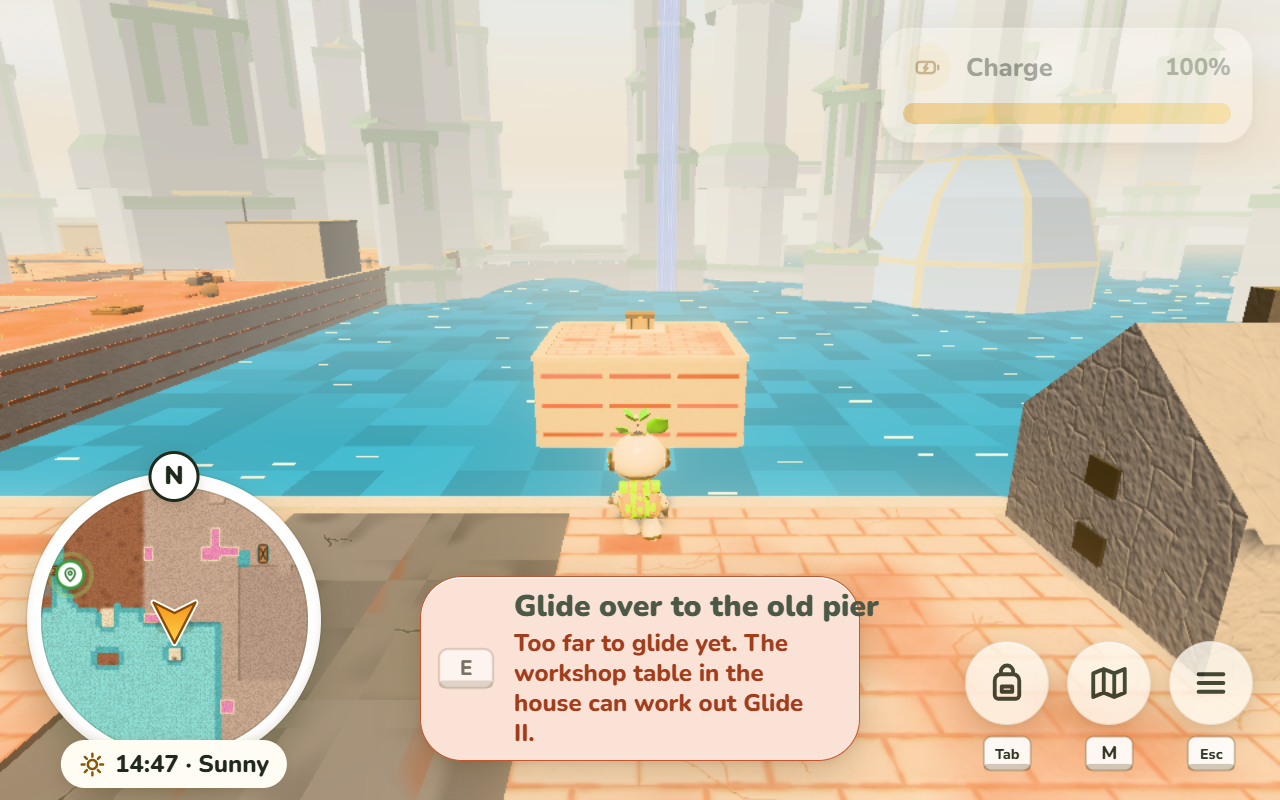 Charge 100%
N
Glide over to the old pier
E
Too far to glide yet. The
workshop table in the
house can work out Glide
II.
14:47 · Sunny
Tab
M
Esc